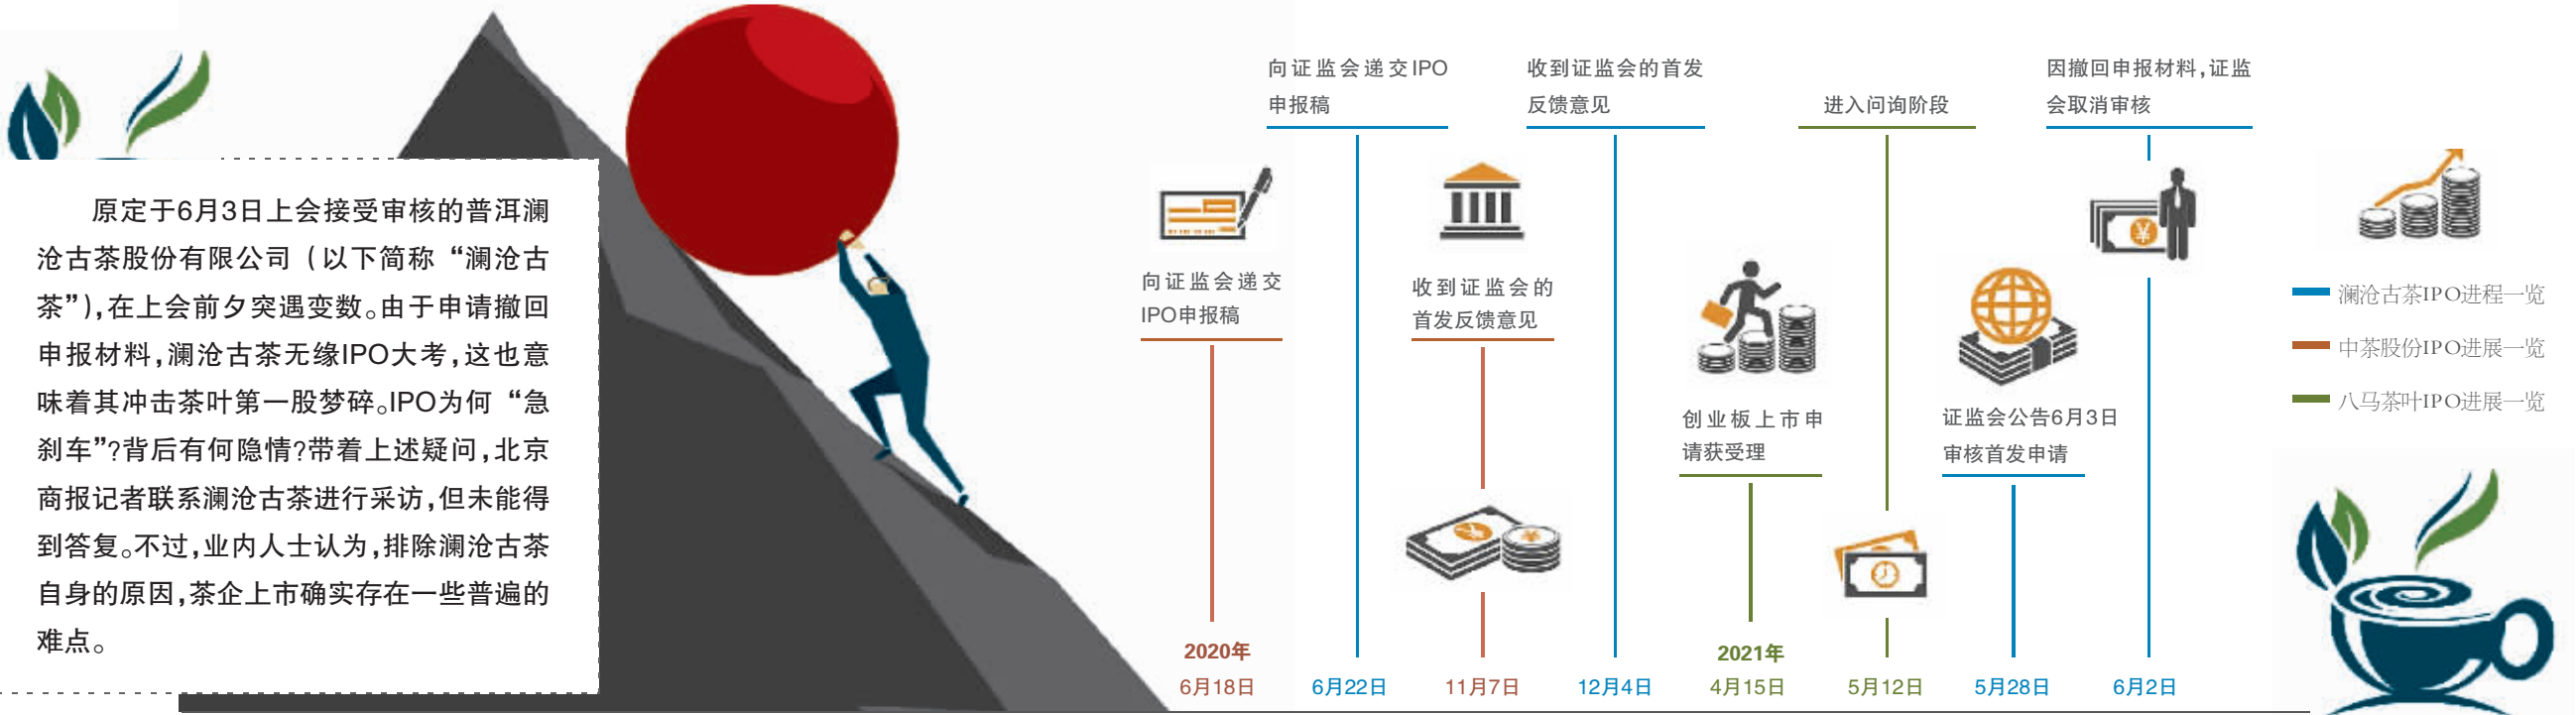 原定于6月3日上会接受审核的普洱澜
沧古茶股份有限公司（以下简称“澜沧古
茶”），在上会前夕突遇变数。由于申请撤回
申报材料，澜沧古茶无缘IPO大考，这也意
味着其冲击茶叶第一股梦碎。IPO为何“急
刹车”？背后有何隐情？带着上述疑问，北京
商报记者联系澜沧古茶进行采访，但未能得
到答复。不过，业内人士认为，排除澜沧古茶
自身的原因，茶企上市确实存在一些普遍的
难点。
向证监会递交
IPO申报稿
2020年
6月18日
向证监会递交IPO
申报稿
6月22日
收到证监会的
首发反馈意见
11月7日
收到证监会的首发
反馈意见
12月4日
创业板上市申
请获受理
2021年
4月15日
进入问询阶段
5月12日
证监会公告6月3日
审核首发申请
5月28日
因撤回申报材料，证监
会取消审核
¥
6月2日
澜沧古茶IPO进程一览
中茶股份IPO进展一览
八马茶叶IPO进展一览